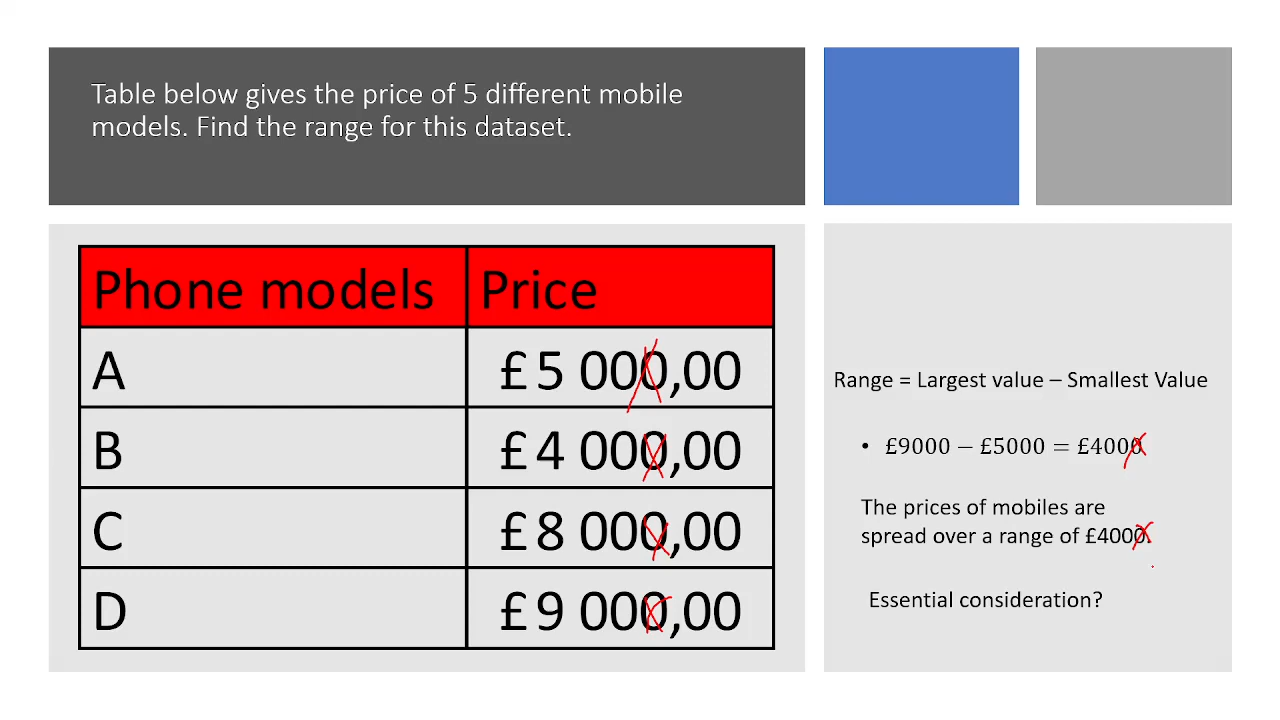 Table below gives the price of 5 different mobile
models. Find the range for this dataset.
Phone models Price
A £5 000,00
B £4 000,00
C £8 000,00
D £9 000,00
Range = Largest value – Smallest Value
• £9000 − £5000 = £4000
The prices of mobiles are
spread over a range of £4000.
Essential consideration?